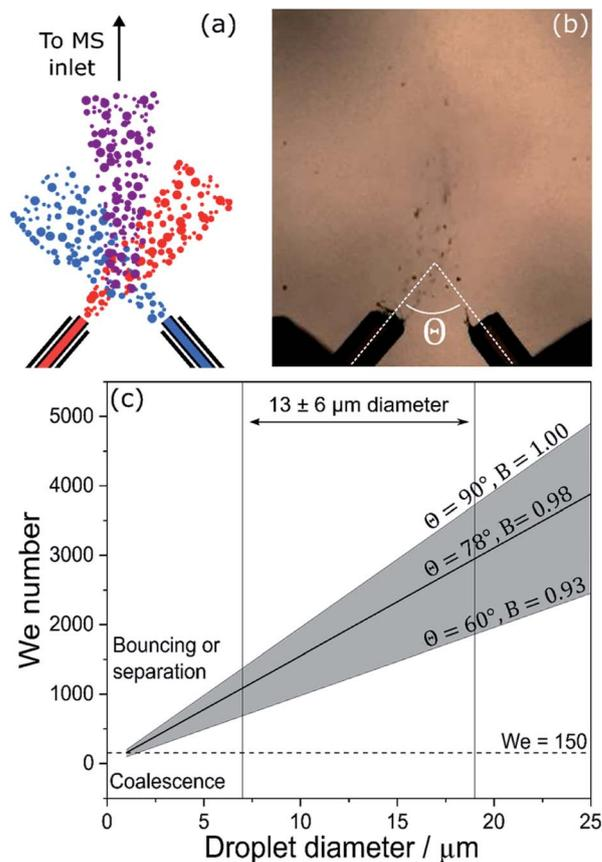 (a)
To MS
inlet
(b)
Θ
(c)
13 ± 6 µm diameter
We number
5000
4000
3000
2000
1000
0
Θ = 90°, B = 1.00
Θ = 78°, B= 0.98
Θ = 60°, B = 0.93
Bouncing or
separation
We = 150
Coalescence
0
5
10
15
20
25
Droplet diameter / µm